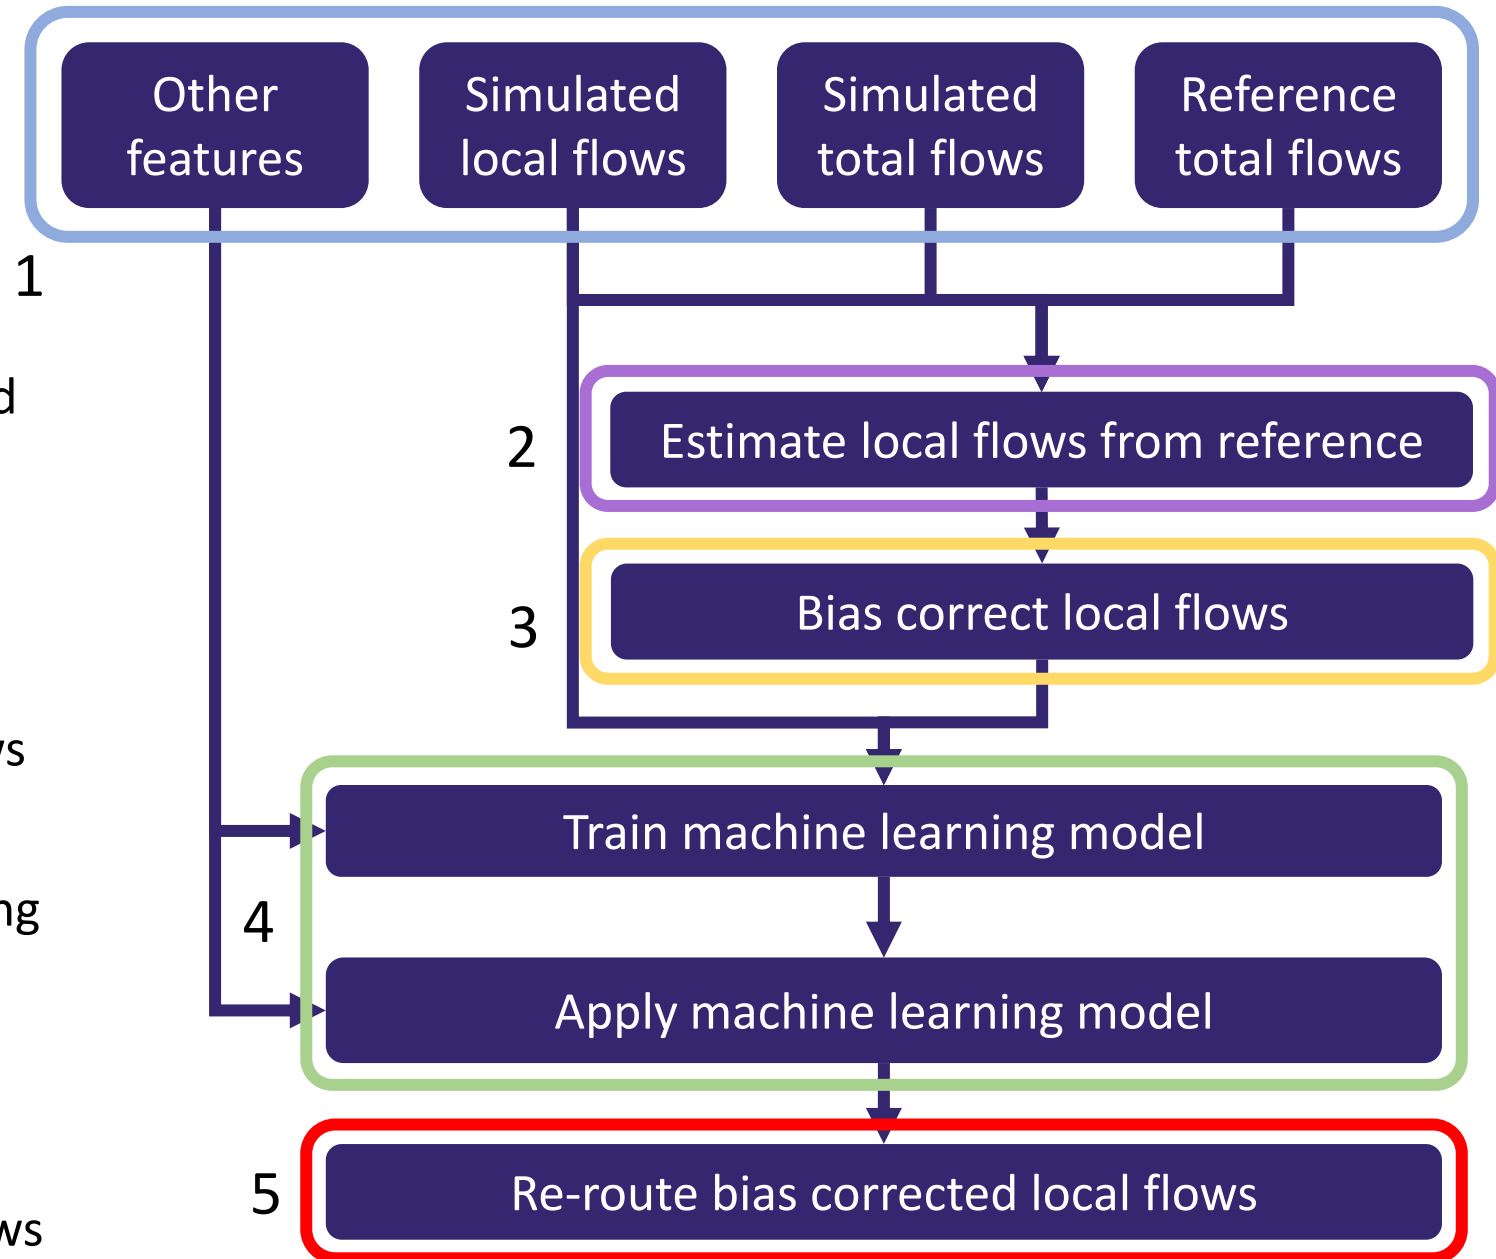 Other
features
Simulated
local flows
Simulated
total flows
Reference
total flows
1
2
Estimate local flows from reference
3
Bias correct local flows
Train machine learning model
4
Apply machine learning model
5
Re-route bias corrected local flows